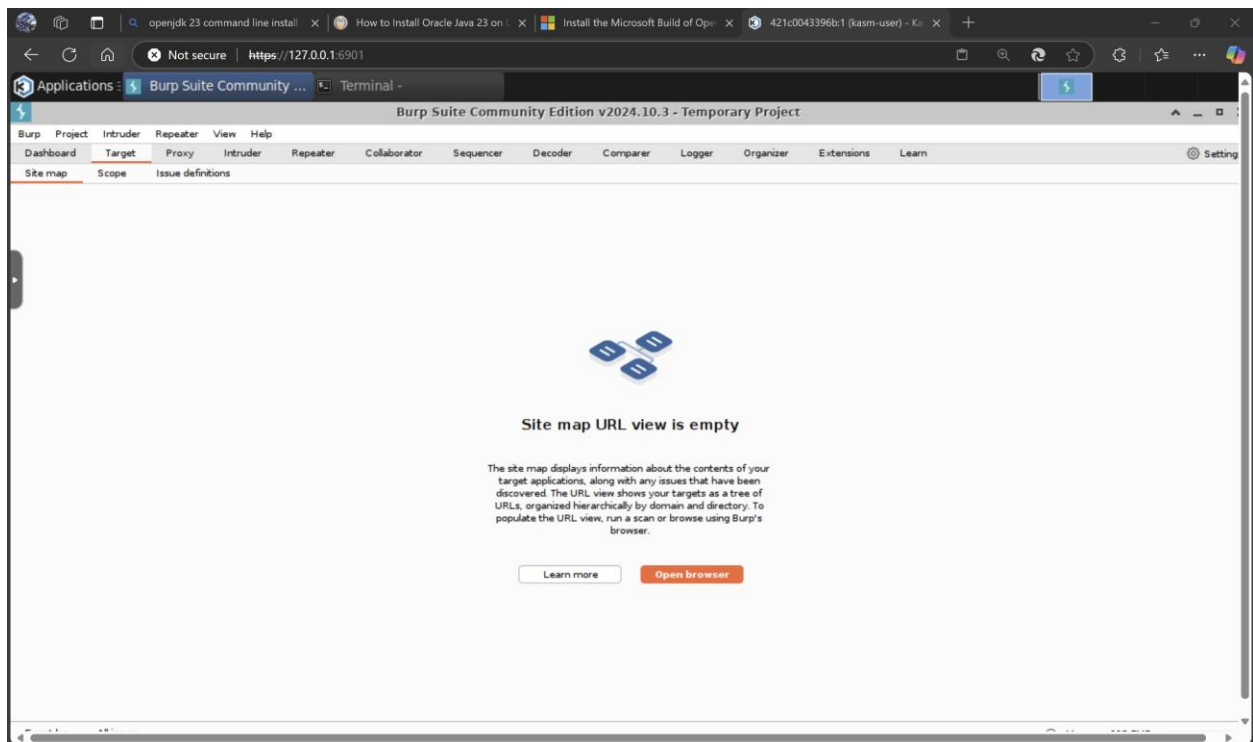 openjdk 23 command line install
How to Install Oracle Java 23 on
Install the Microsoft Build of Ope
421c0043396b:1 (kasm-user) - Ka
Not secure
https://127.0.0.1:6901
Applications
Burp Suite Community ...
Terminal -
Burp Suite Community Edition v2024.10.3 - Temporary Project
Burp Project Intruder Repeater View Help
Dashboard Target Proxy Intruder Repeater Collaborator Sequencer Decoder Comparer Logger Organizer Extensions Learn
Setting
Site map Scope Issue definitions
Site map URL view is empty
The site map displays information about the contents of your
target applications, along with any issues that have been
discovered. The URL view shows your targets as a tree of
URLs, organized hierarchically by domain and directory. To
populate the URL view, run a scan or browse using Burp's
browser.
Learn more
Open browser